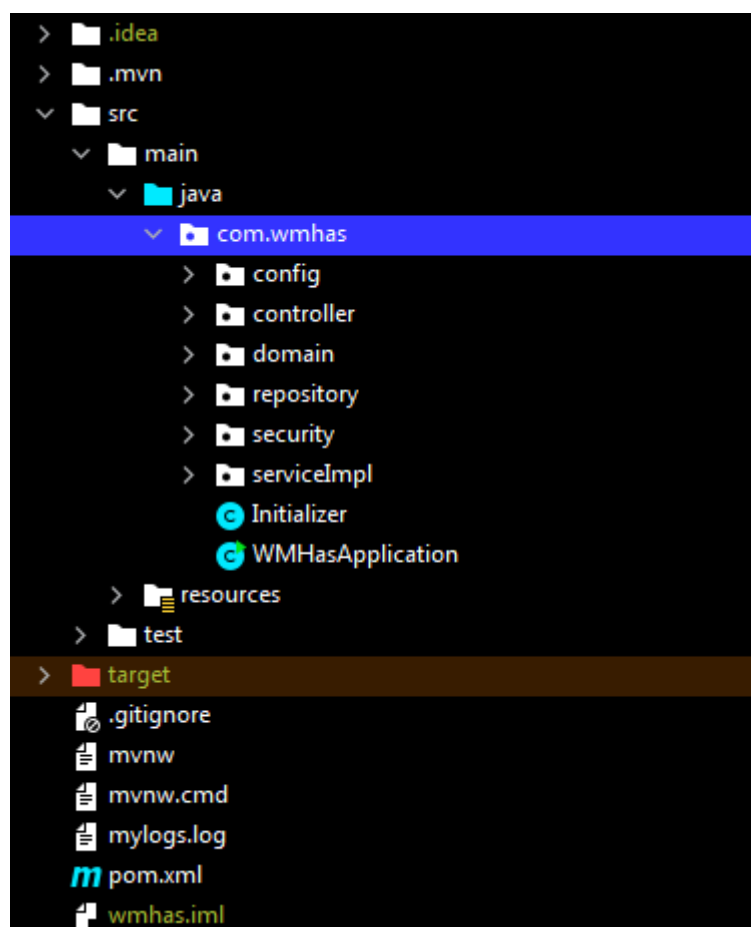 .idea
.mvn
src
main
java
com.wmhas
config
controller
domain
repository
security
serviceImpl
Initializer
WMHasApplication
resources
test
target
.gitignore
mvnw
mvnw.cmd
mylogs.log
pom.xml
wmhas.iml